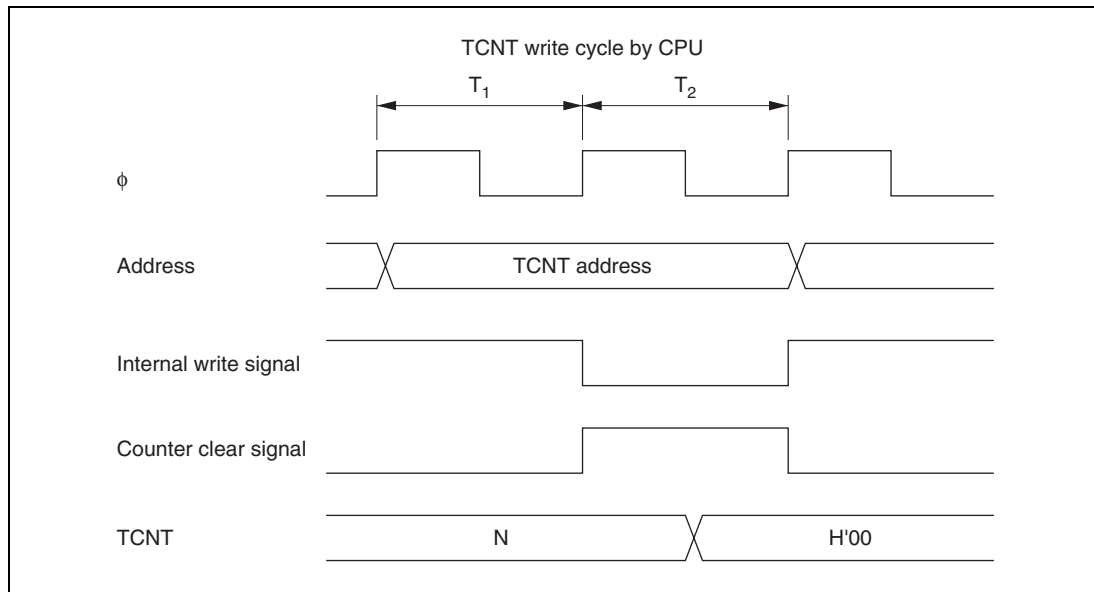 TCNT write cycle by CPU
T₁ T₂
ϕ
Address TCNT address
Internal write signal
Counter clear signal
TCNT N H'00